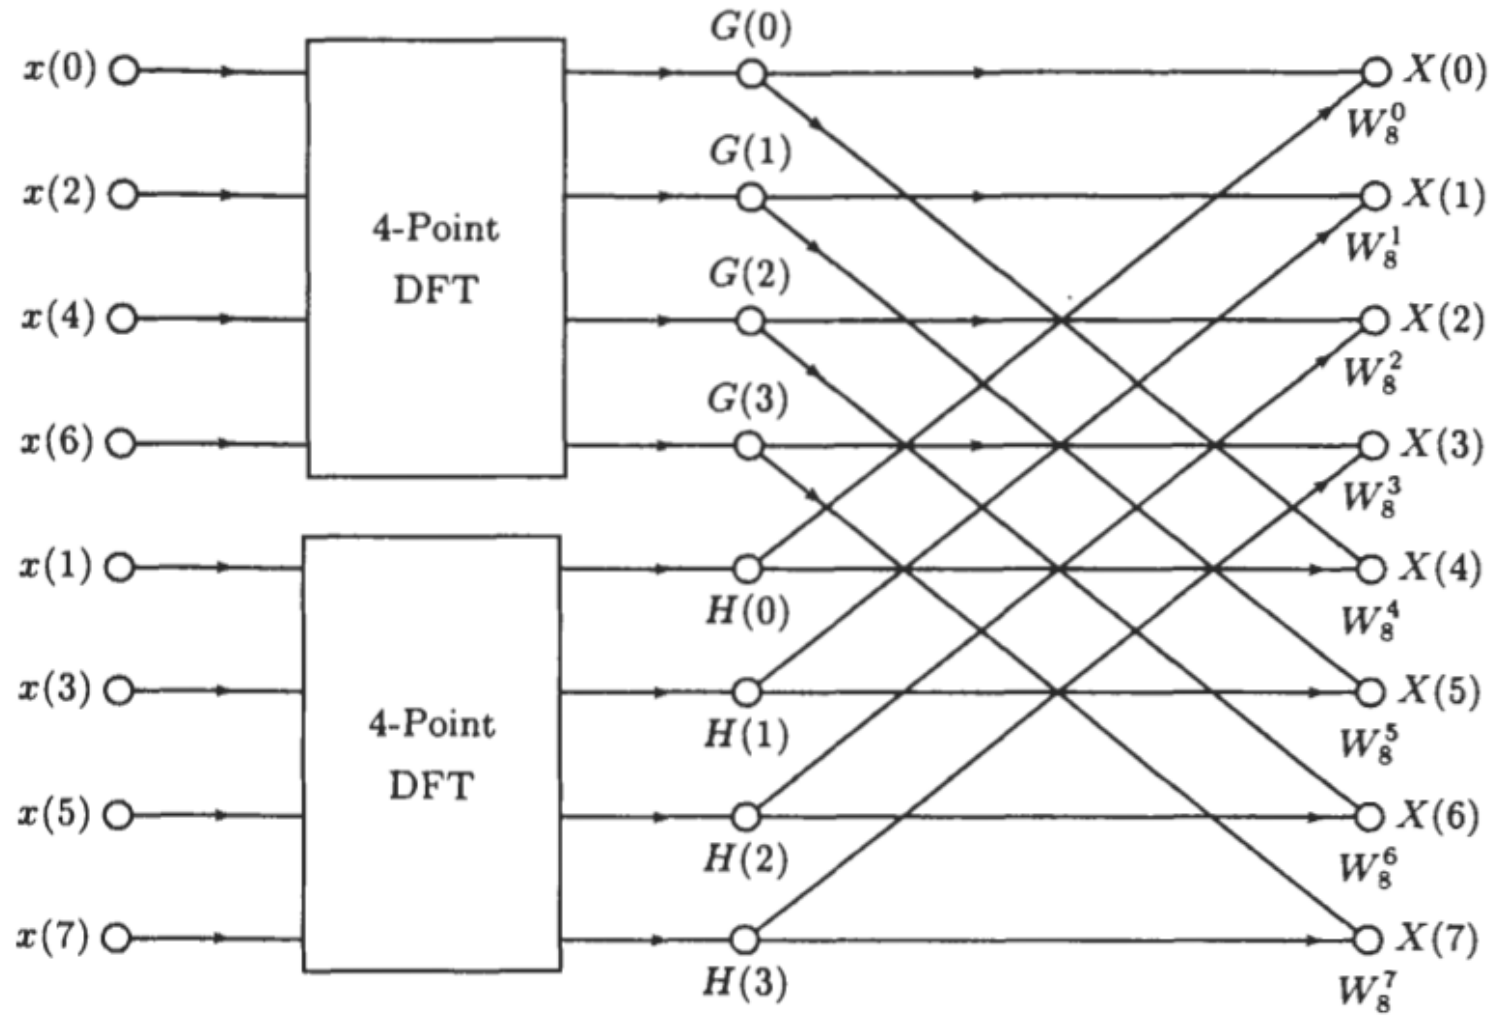 G(0)
x(0) X(0)
W_8^0
G(1)
x(2) X(1)
W_8^1
4-Point
DFT
G(2)
x(4) X(2)
W_8^2
G(3)
x(6) X(3)
W_8^3
x(1) X(4)
H(0) W_8^4
x(3) X(5)
4-Point
DFT
H(1) W_8^5
x(5) X(6)
H(2) W_8^6
x(7) X(7)
H(3) W_8^7